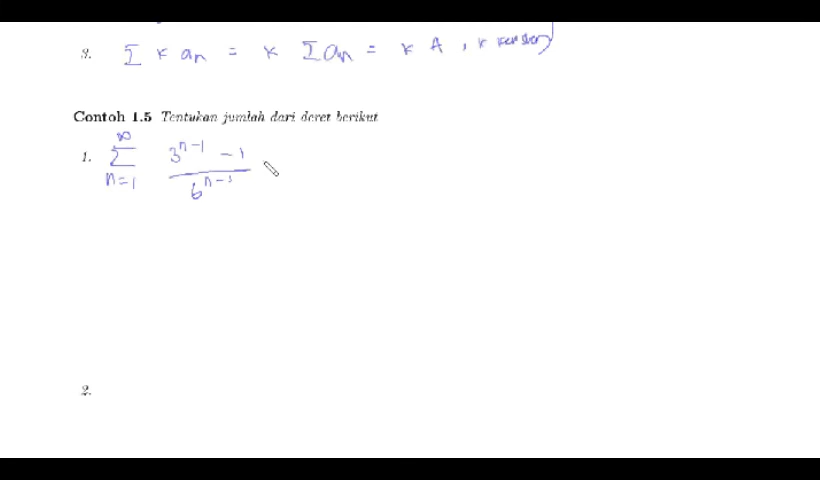 3. Σ k aₙ = k Σ aₙ = k A , k konstan
Contoh 1.5 Tentukan jumlah dari deret berikut
1. ∑_{n=1}^{∞} (3^{n-1} - 1) / 6^{n-1}
2.